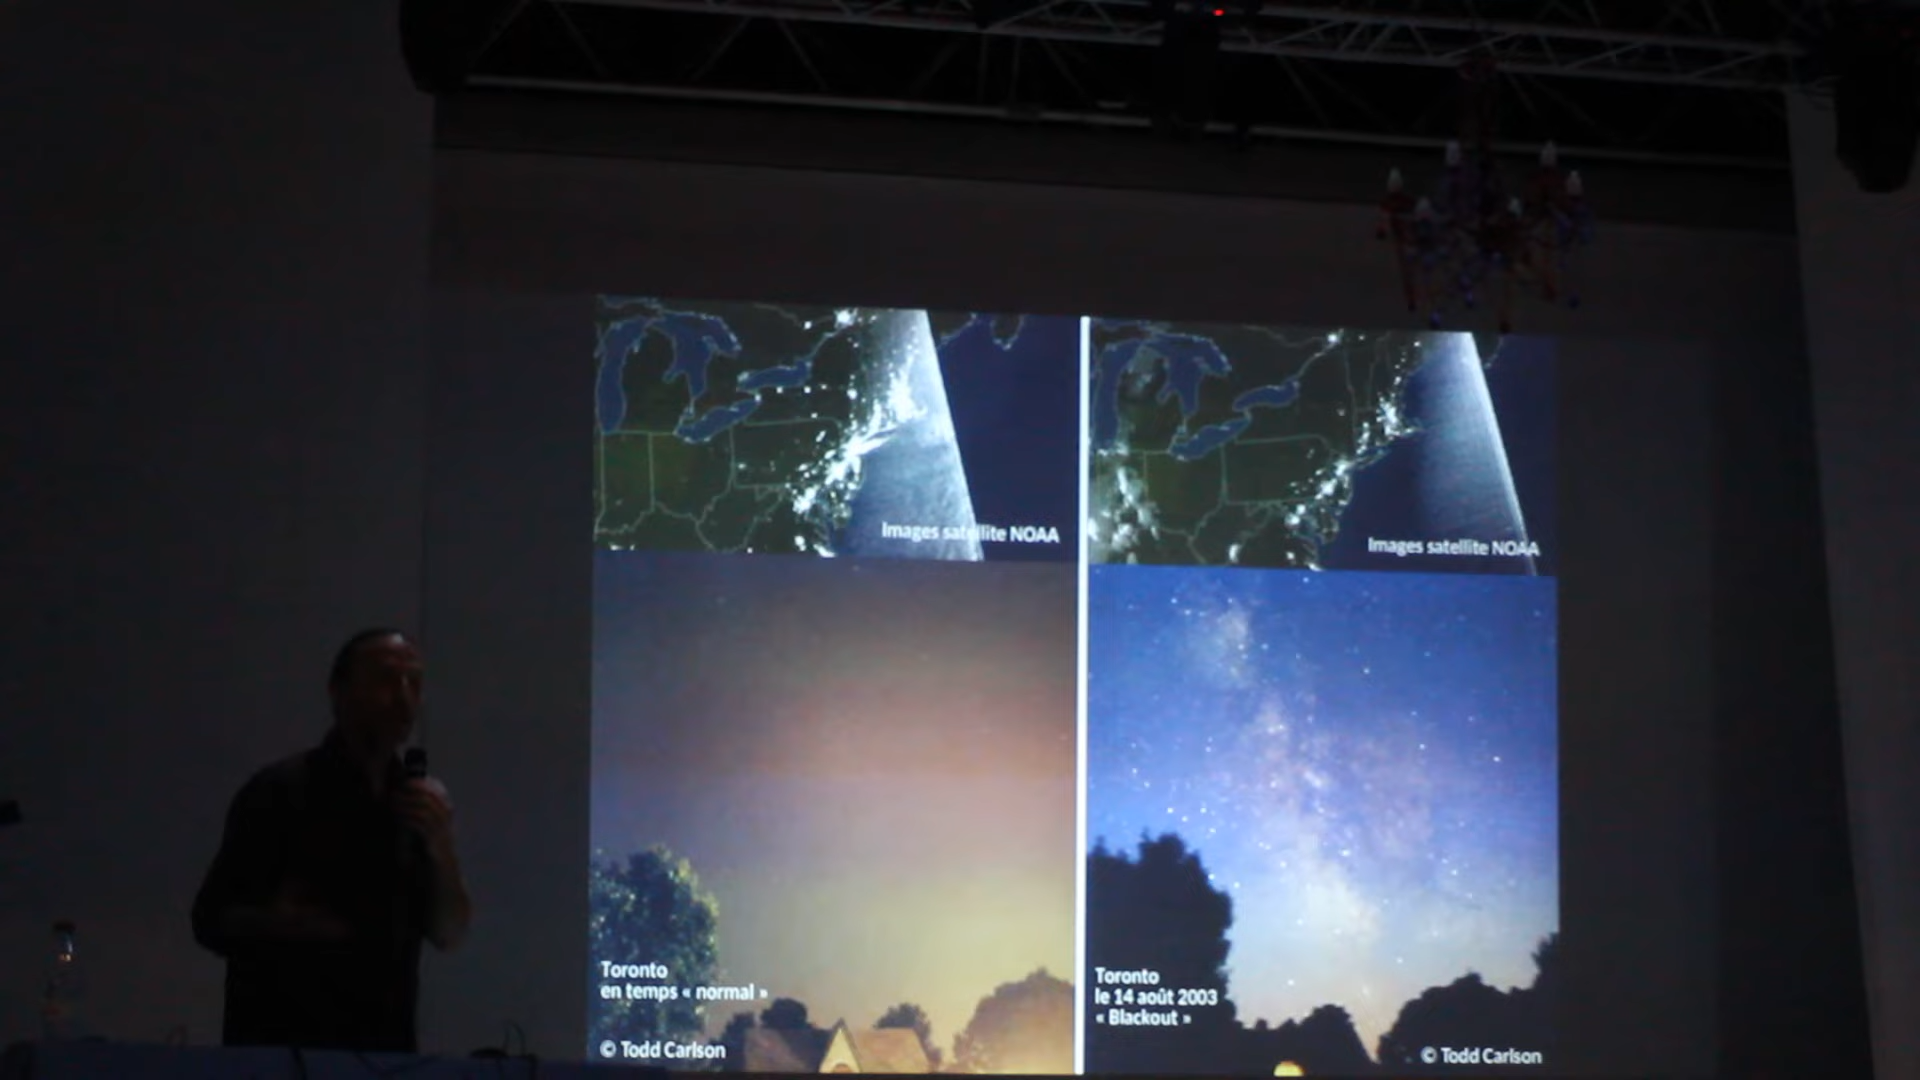 Images satellite NOAA
Images satellite NOAA
Toronto
en temps « normal »
© Todd Carlson
Toronto
le 14 août 2003
« Blackout »
© Todd Carlson